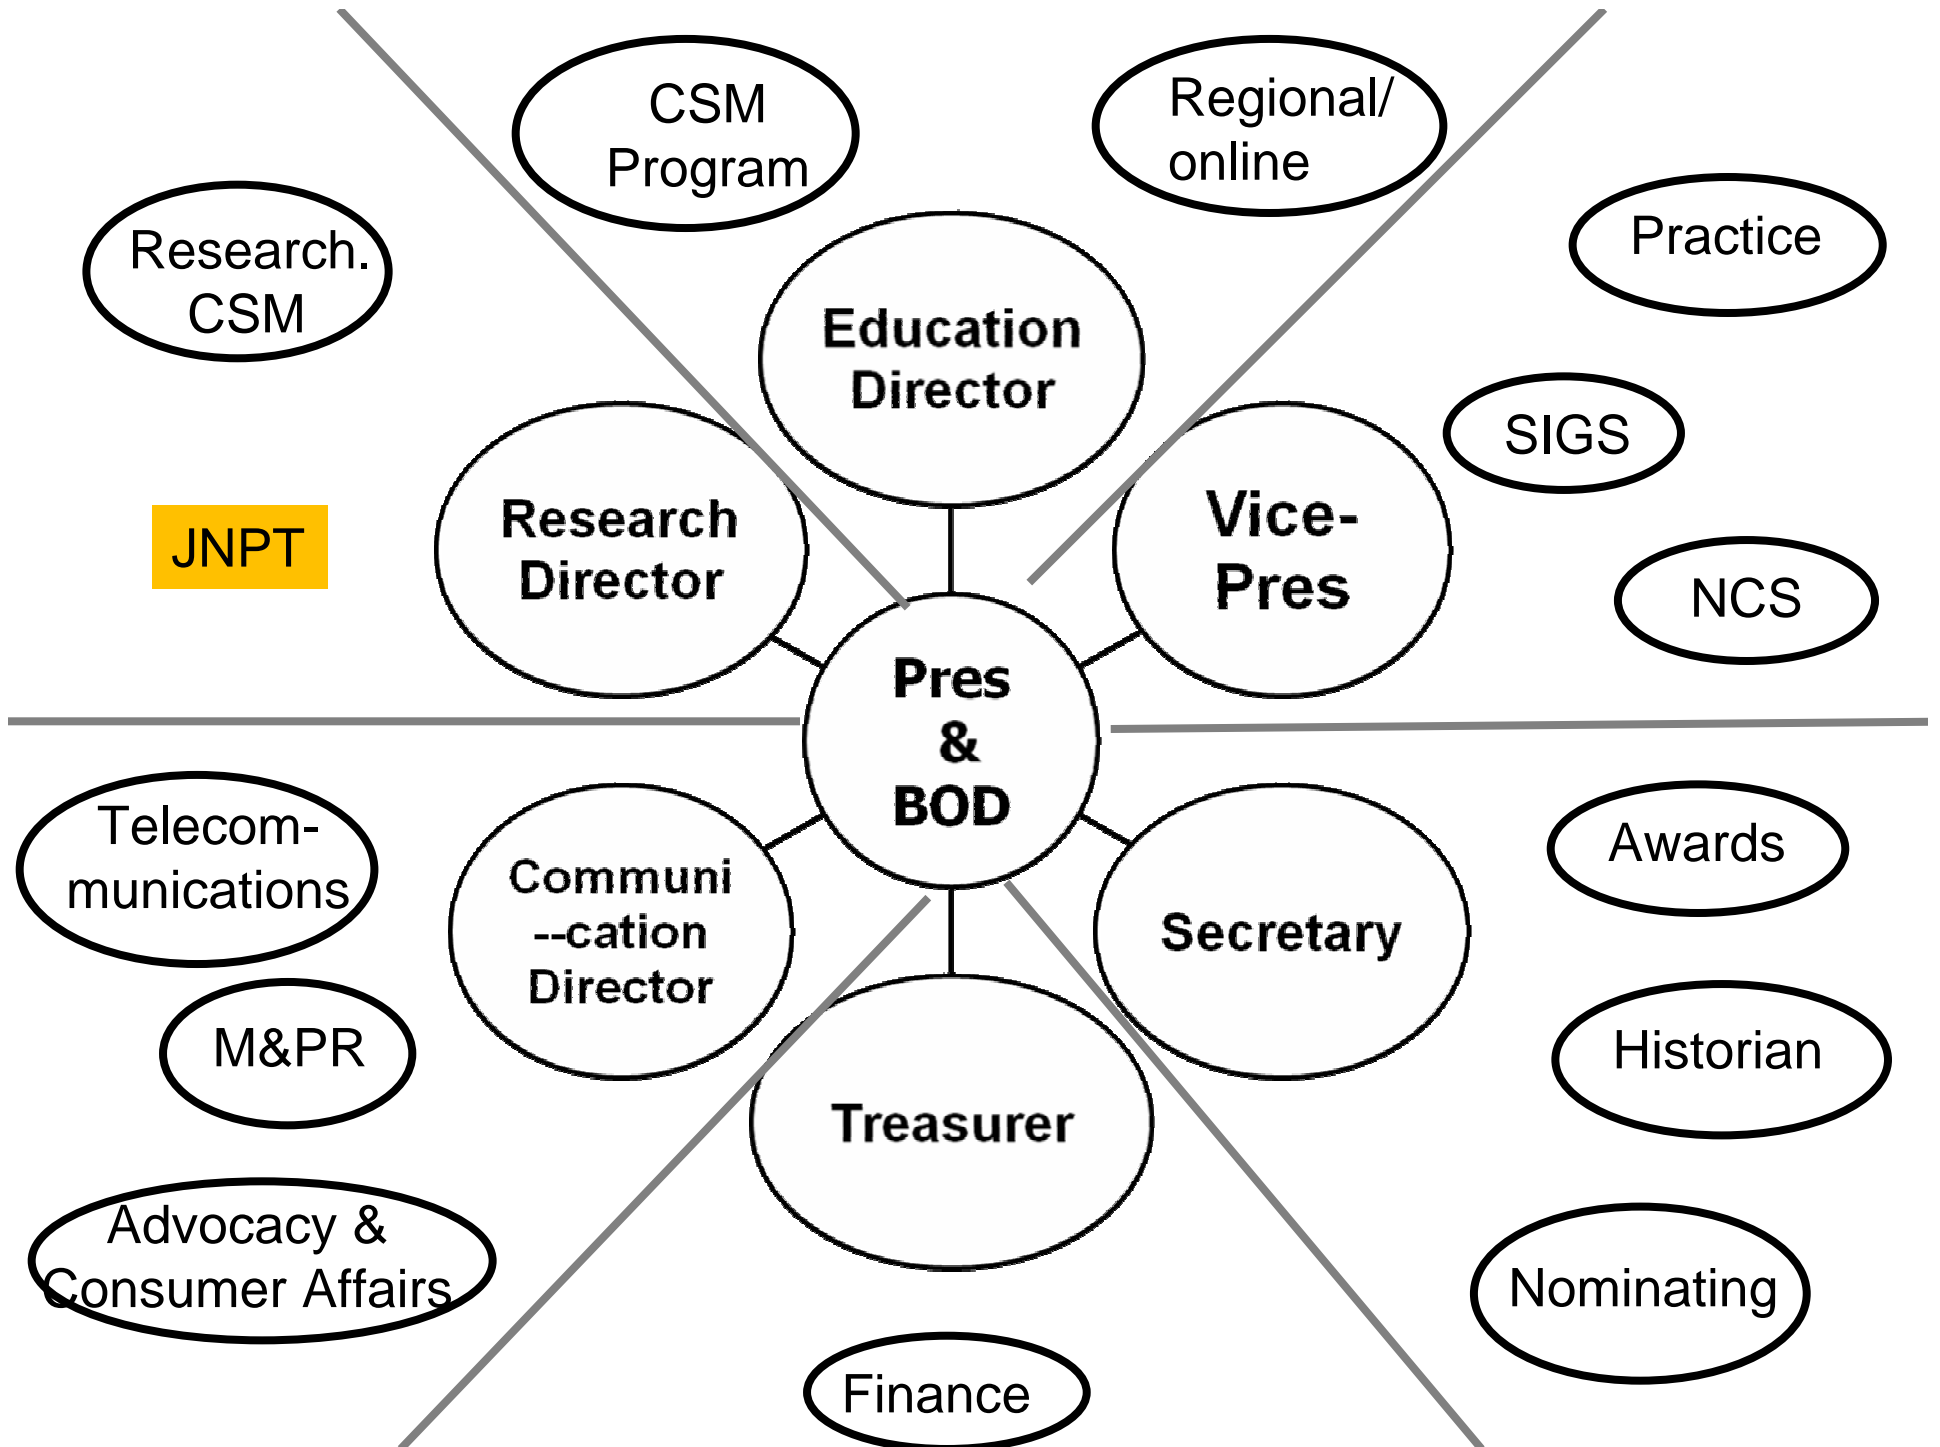 CSM
Program
Regional/
online
Research.
CSM
Practice
Education
Director
SIGS
Research
Director
Vice-
Pres
JNPT
NCS
Pres
&
BOD
Telecom-
munications
Communi
--cation
Director
Secretary
Awards
M&PR
Historian
Treasurer
Advocacy &
Consumer Affairs
Nominating
Finance